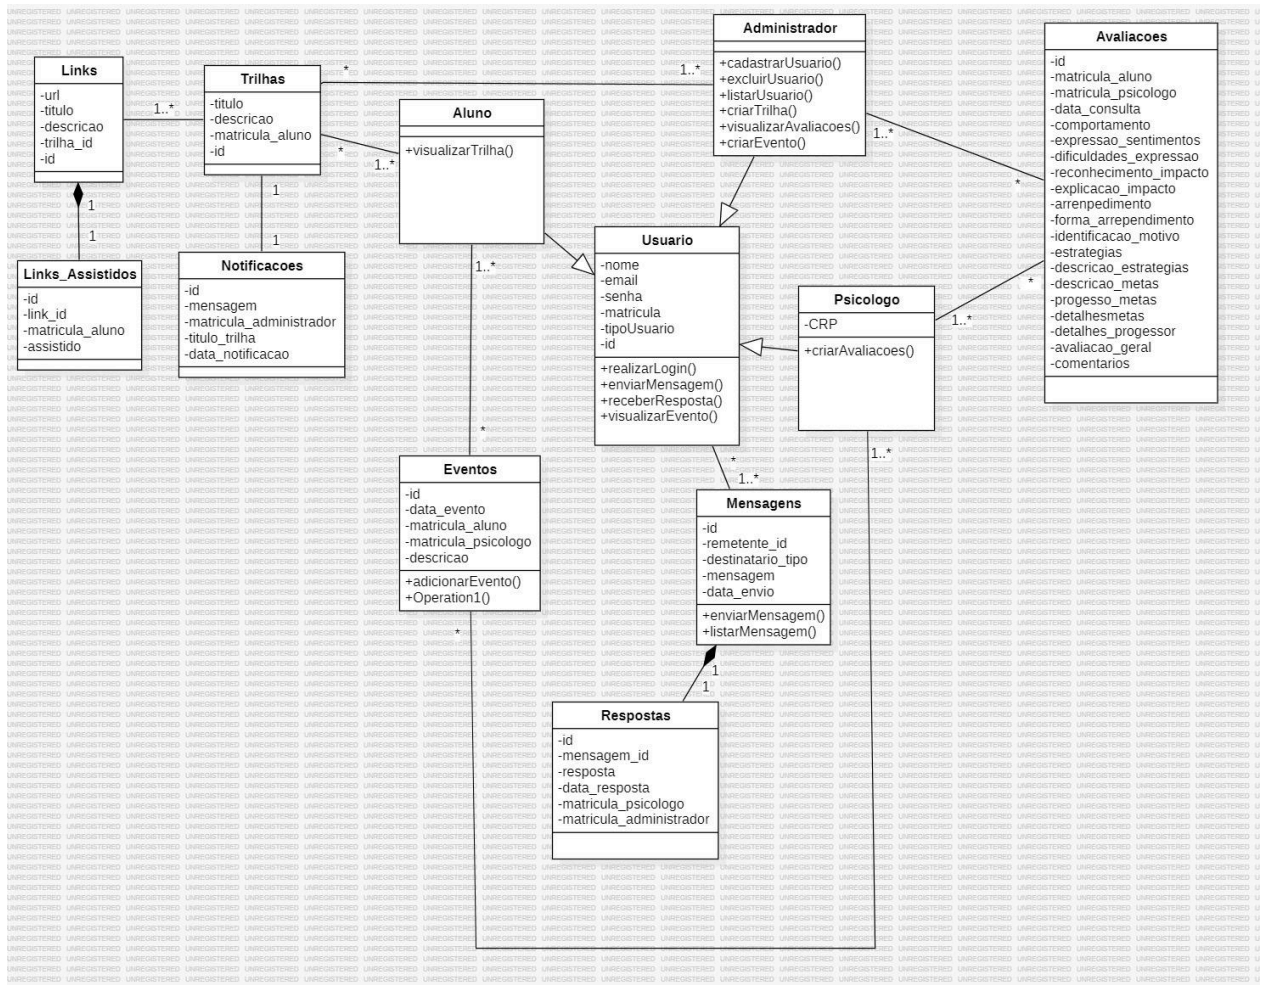 Links
-url
-titulo
-descricao
-trilha_id
-id
1..*
1
1
Links_Assistidos
-id
-link_id
-matricula_aluno
-assistido
Trilhas
-titulo
-descricao
-matricula_aluno
-id
*
1..*
*
1..*
1
1
Notificacoes
-id
-mensagem
-matricula_administrador
-titulo_trilha
-data_notificacao
Aluno
+visualizarTrilha()
1..*
*
Eventos
-id
-data_evento
-matricula_aluno
-matricula_psicologo
-descricao
+adicionarEvento()
+Operation1()
*
Administrador
+cadastrarUsuario()
+excluirUsuario()
+listarUsuario()
+criarTrilha()
+visualizarAvaliacoes()
+criarEvento()
1..*
*
Usuario
-nome
-email
-senha
-matricula
-tipoUsuario
-id
+realizarLogin()
+enviarMensagem()
+receberResposta()
+visualizarEvento()
*
1..*
Mensagens
-id
-remetente_id
-destinatario_tipo
-mensagem
-data_envio
+enviarMensagem()
+listarMensagem()
1
1
Respostas
-id
-mensagem_id
-resposta
-data_resposta
-matricula_psicologo
-matricula_administrador
Psicologo
-CRP
+criarAvaliacoes()
1..*
*
1..*
Avaliacoes
-id
-matricula_aluno
-matricula_psicologo
-data_consulta
-comportamento
-expressao_sentimentos
-dificuldades_expressao
-reconhecimento_impacto
-explicacao_impacto
-arrenpedimento
-forma_arrependimento
-identificacao_motivo
-estrategias
-descricao_estrategias
-descricao_metas
-progesso_metas
-detalhesmetas
-detalhes_progessor
-avaliacao_geral
-comentarios
UNREGISTERED